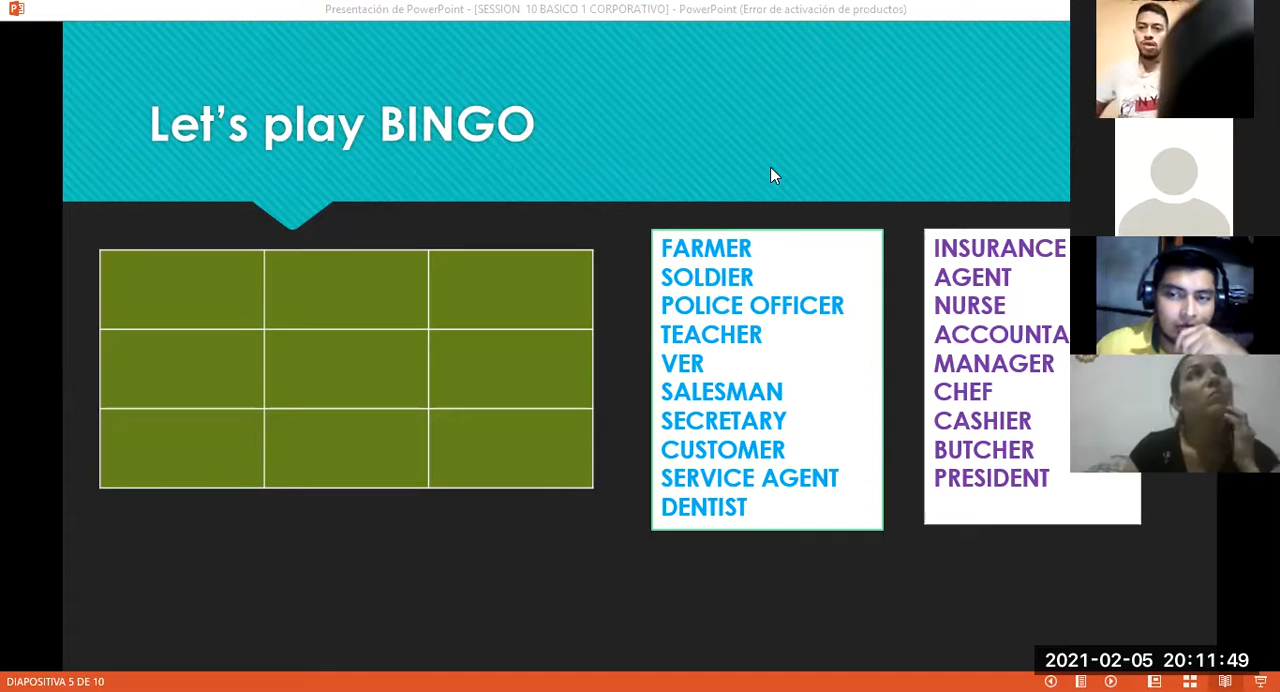 Presentación de PowerPoint - [SESSION 10 BASICO 1 CORPORATIVO] - PowerPoint (Error de activación de productos)
Let's play BINGO
FARMER
SOLDIER
POLICE OFFICER
TEACHER
VER
SALESMAN
SECRETARY
CUSTOMER
SERVICE AGENT
DENTIST
INSURANCE
AGENT
NURSE
ACCOUNTA
MANAGER
CHEF
CASHIER
BUTCHER
PRESIDENT
2021-02-05 20:11:49
DIAPOSITIVA 5 DE 10